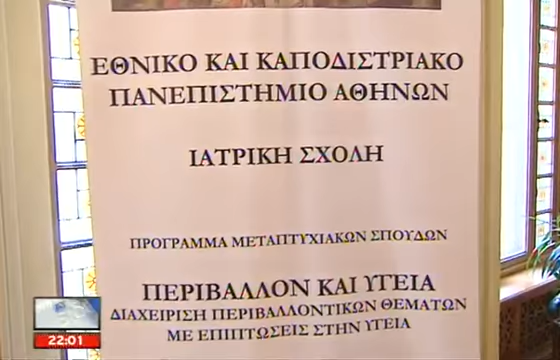 ΕΘΝΙΚΟ ΚΑΙ ΚΑΠΟΔΙΣΤΡΙΑΚΟ
ΠΑΝΕΠΙΣΤΗΜΙΟ ΑΘΗΝΩΝ
ΙΑΤΡΙΚΗ ΣΧΟΛΗ
ΠΡΟΓΡΑΜΜΑ ΜΕΤΑΠΤΥΧΙΑΚΩΝ ΣΠΟΥΔΩΝ
ΠΕΡΙΒΑΛΛΟΝ ΚΑΙ ΥΓΕΙΑ
ΔΙΑΧΕΙΡΙΣΗ ΠΕΡΙΒΑΛΛΟΝΤΙΚΩΝ ΘΕΜΑΤΩΝ
ΜΕ ΕΠΙΠΤΩΣΕΙΣ ΣΤΗΝ ΥΓΕΙΑ
22:01